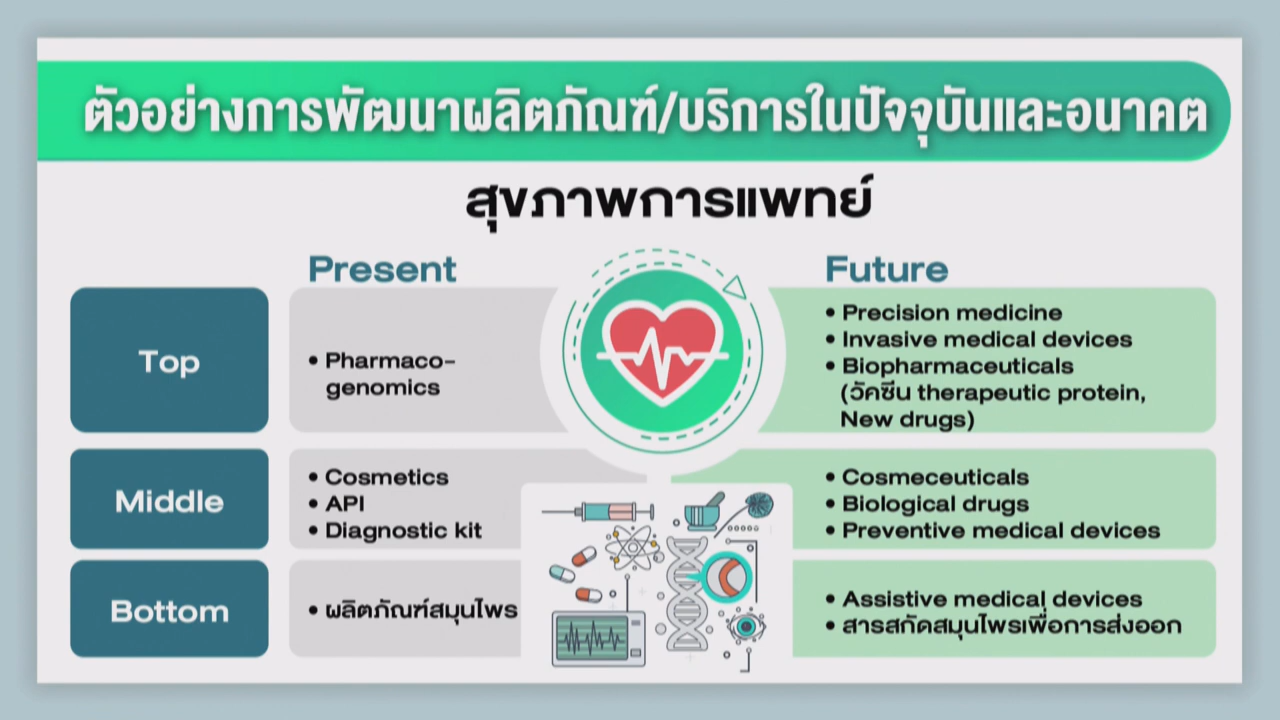 ตัวอย่างการพัฒนาผลิตภัณฑ์/บริการในปัจจุบันและอนาคต
สุขภาพการแพทย์
Present
Future
Top
• Pharmaco-
genomics
• Precision medicine
• Invasive medical devices
• Biopharmaceuticals
(วัคซีน therapeutic protein,
New drugs)
Middle
• Cosmetics
• API
• Diagnostic kit
• Cosmeceuticals
• Biological drugs
• Preventive medical devices
Bottom
• ผลิตภัณฑ์สมุนไพร
• Assistive medical devices
• สารสกัดสมุนไพรเพื่อการส่งออก